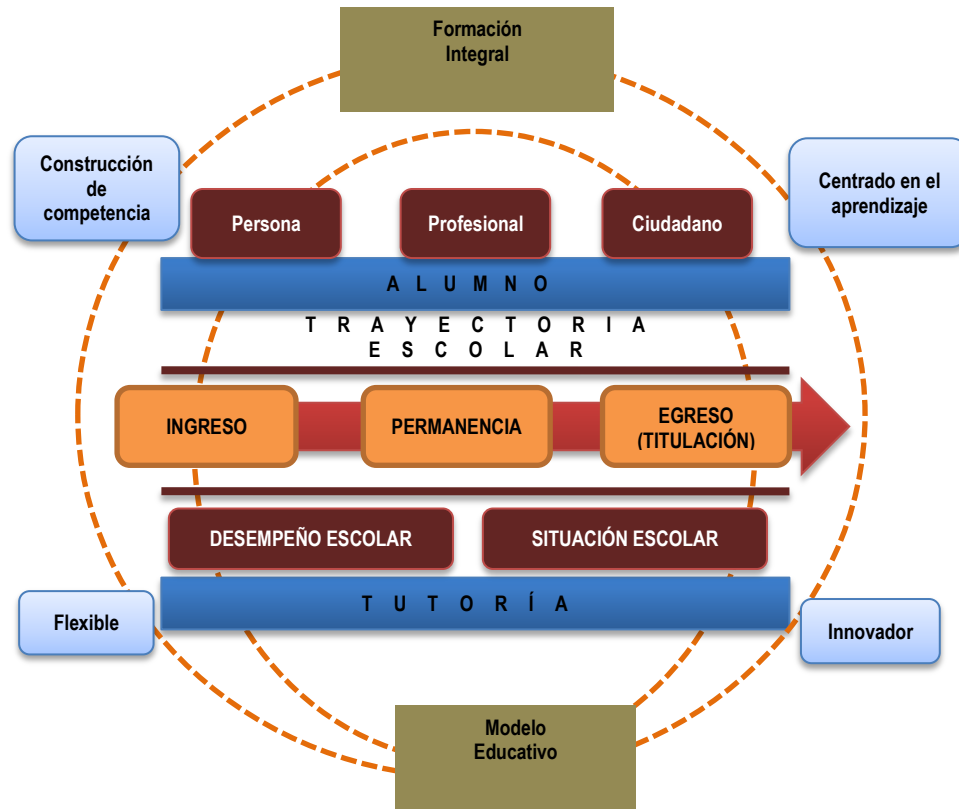 Formación
Integral
Construcción
de
competencia
Centrado en el
aprendizaje
Persona
Profesional
Ciudadano
A L U M N O
T R A Y E C T O R I A
E S C O L A R
INGRESO
PERMANENCIA
EGRESO
(TITULACIÓN)
DESEMPEÑO ESCOLAR
SITUACIÓN ESCOLAR
T U T O R Í A
Flexible
Innovador
Modelo
Educativo